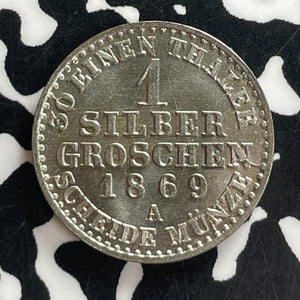 30 EINEN THALER
1
SILBER
GROSCHEN
1869
A
SCHEIDE MÜNZE